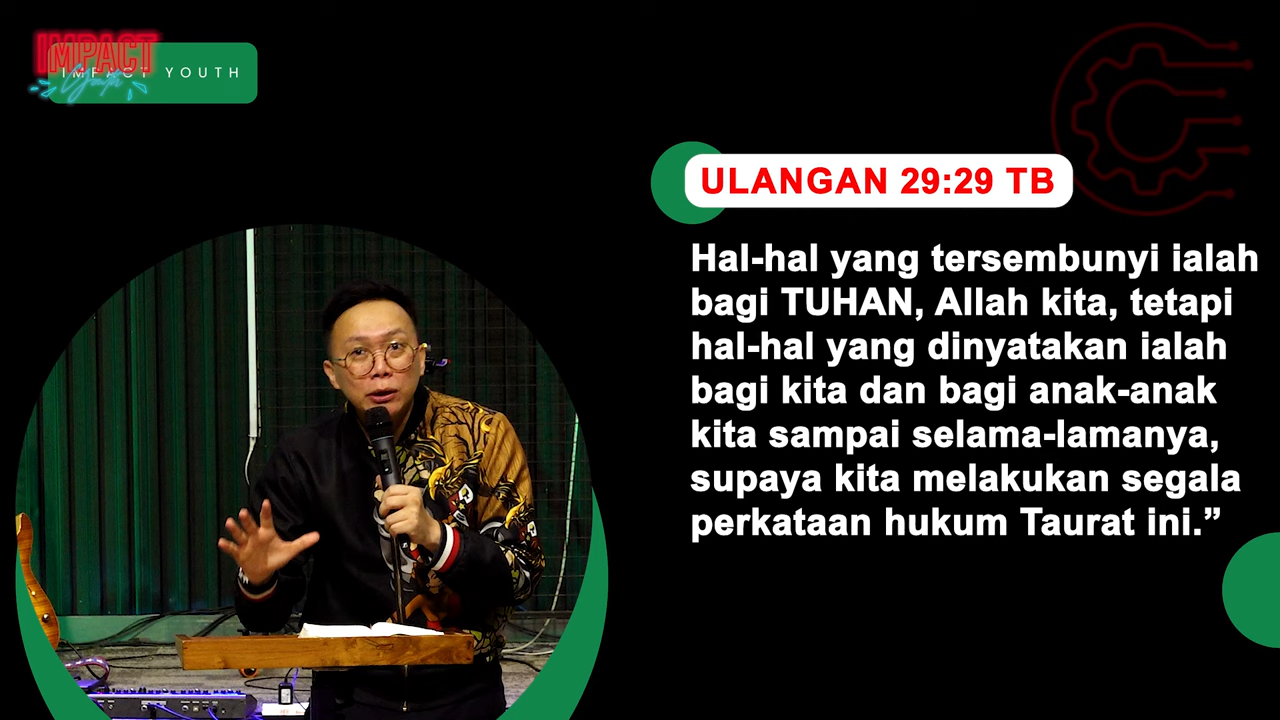 IMPACT
Youth
IMPACT YOUTH
ULANGAN 29:29 TB
Hal-hal yang tersembunyi ialah
bagi TUHAN, Allah kita, tetapi
hal-hal yang dinyatakan ialah
bagi kita dan bagi anak-anak
kita sampai selama-lamanya,
supaya kita melakukan segala
perkataan hukum Taurat ini.”